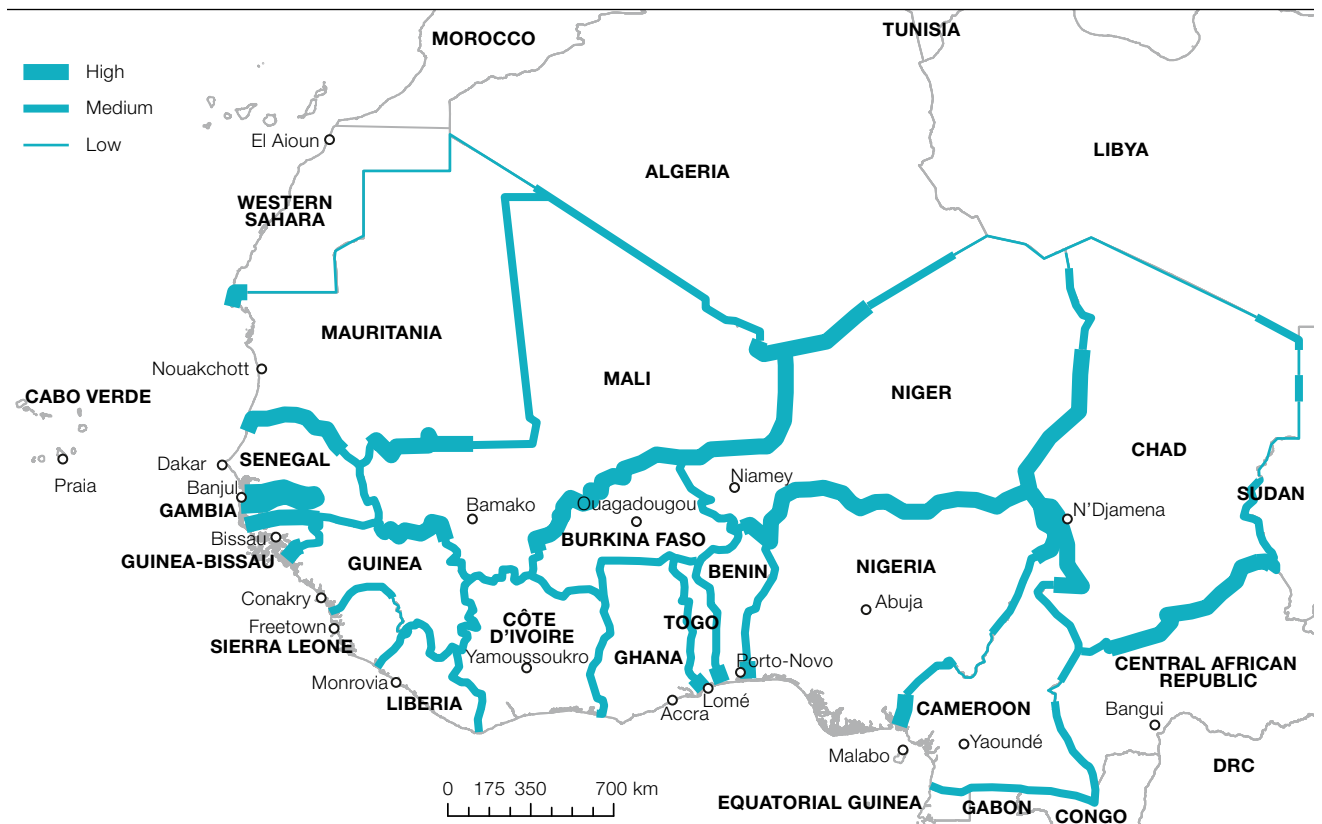 MOROCCO
TUNISIA
High
Medium
Low
El Aioun
ALGERIA
LIBYA
WESTERN
SAHARA
MAURITANIA
Nouakchott
MALI
NIGER
CABO VERDE
Praia
Dakar
SENEGAL
CHAD
Banjul
GAMBIA
Niamey
SUDAN
Bamako
Ouagadougou
N'Djamena
Bissau
BURKINA FASO
GUINEA-BISSAU
GUINEA
BENIN
NIGERIA
Conakry
Abuja
Freetown
CÔTE
D'IVOIRE
TOGO
SIERRA LEONE
Yamoussoukro
GHANA
Porto-Novo
CENTRAL AFRICAN
REPUBLIC
Monrovia
LIBERIA
Accra
Lomé
CAMEROON
Bangui
Malabo
Yaoundé
DRC
0 175 350 700 km
EQUATORIAL GUINEA
GABON
CONGO